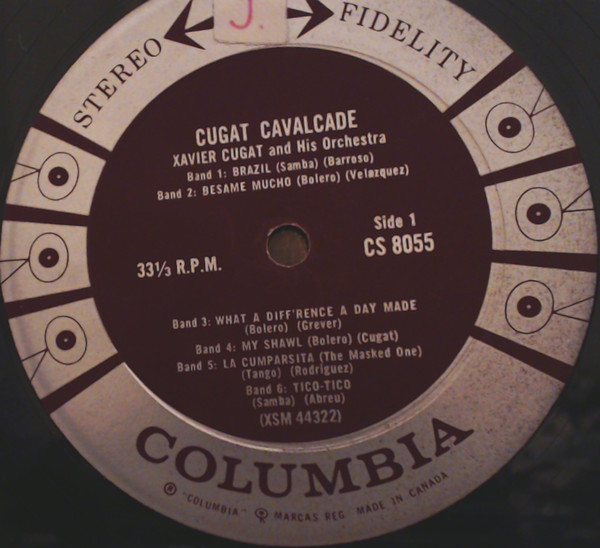 J.
STEREO FIDELITY
CUGAT CAVALCADE
XAVIER CUGAT and His Orchestra
Band 1: BRAZIL (Samba) (Barroso)
Band 2: BESAME MUCHO (Bolero) (Velazquez)
Side 1
CS 8055
33⅓ R.P.M.
Band 3: WHAT A DIFF'RENCE A DAY MADE
(Bolero) (Grever)
Band 4: MY SHAWL (Bolero) (Cugat)
Band 5: LA CUMPARSITA (The Masked One)
(Tango) (Rodriguez)
Band 6: TICO-TICO
(Samba) (Abreu)
(XSM 44322)
COLUMBIA
Ⓡ "COLUMBIA" MARCAS REG. MADE IN CANADA